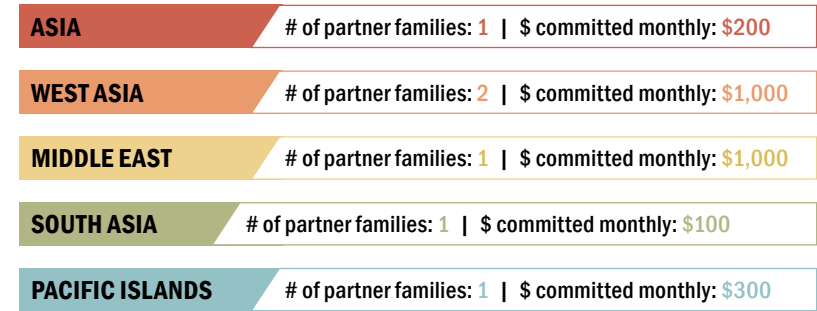 ASIA # of partner families: 1 | $ committed monthly: $200
WEST ASIA # of partner families: 2 | $ committed monthly: $1,000
MIDDLE EAST # of partner families: 1 | $ committed monthly: $1,000
SOUTH ASIA # of partner families: 1 | $ committed monthly: $100
PACIFIC ISLANDS # of partner families: 1 | $ committed monthly: $300